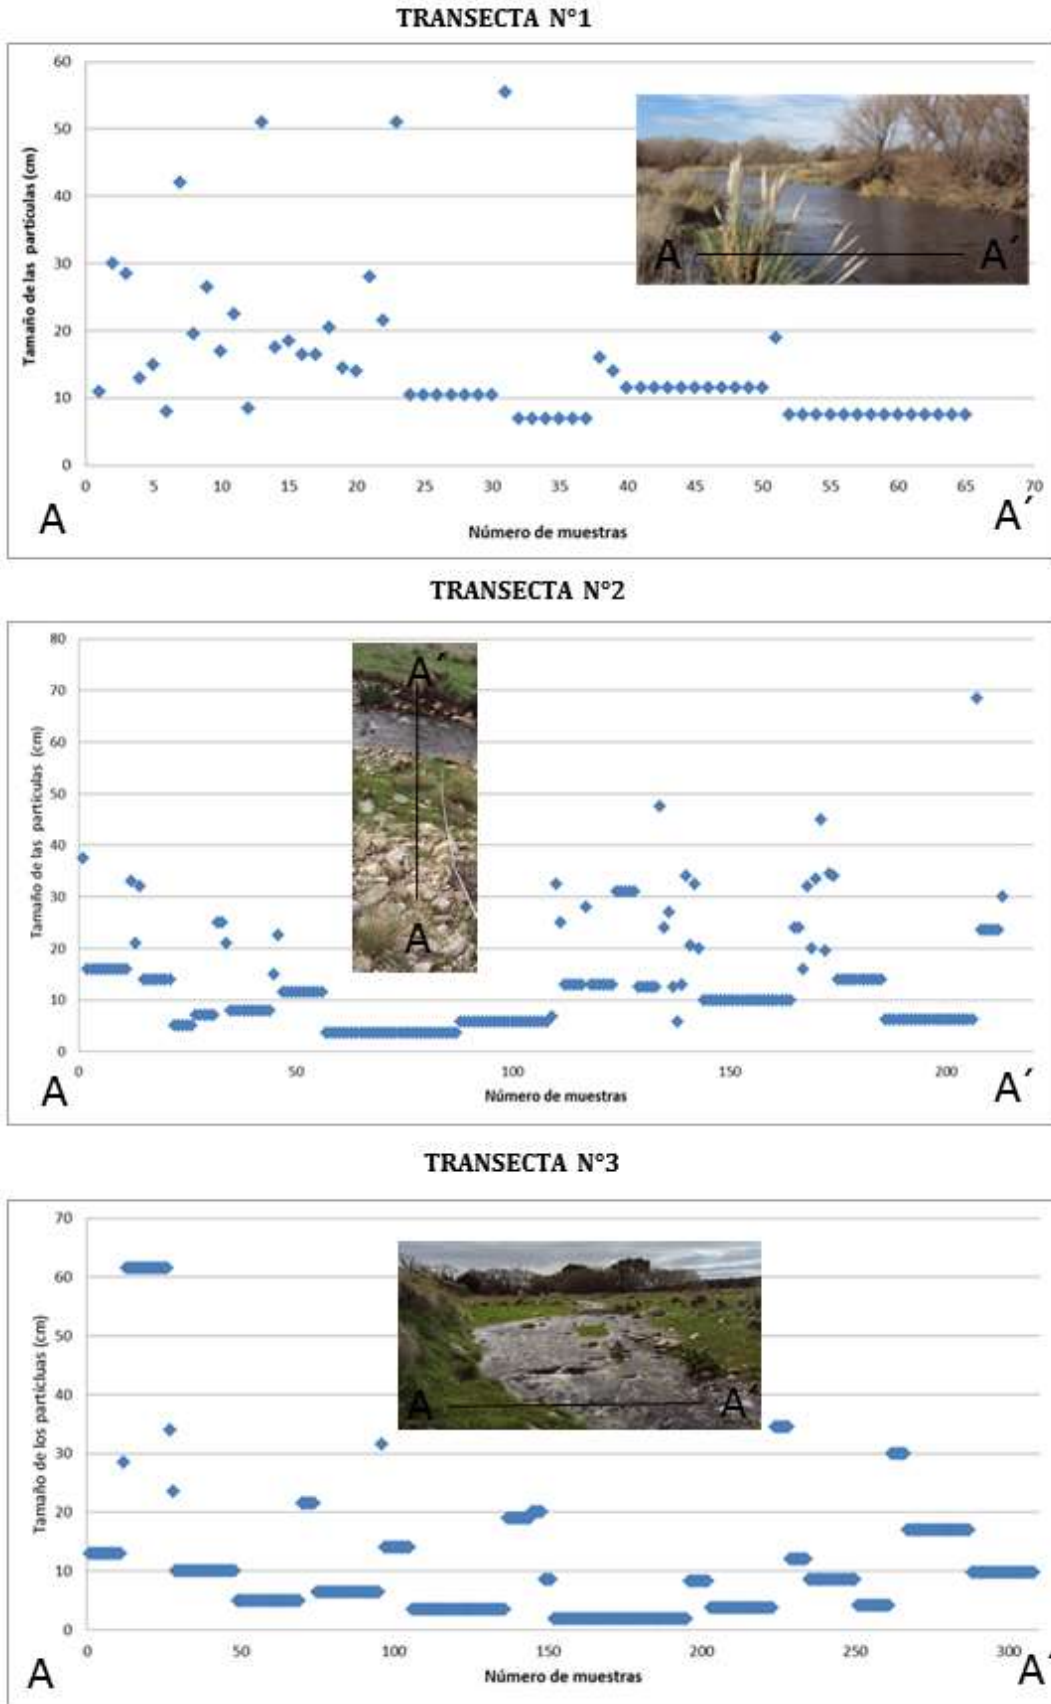 TRANSECTA N°1
60
50
40
30
20
10
0
Tamaño de las partículas (cm)
A A´
0 5 10 15 20 25 30 35 40 45 50 55 60 65 70
A A´
Número de muestras
TRANSECTA N°2
80
70
60
50
40
30
20
10
0
Tamaño de las partículas (cm)
A´
A
0 50 100 150 200
A A´
Número de muestras
TRANSECTA N°3
70
60
50
40
30
20
10
0
Tamaño de los particluas (cm)
A A´
0 50 100 150 200 250 300
A A´
Número de muestras